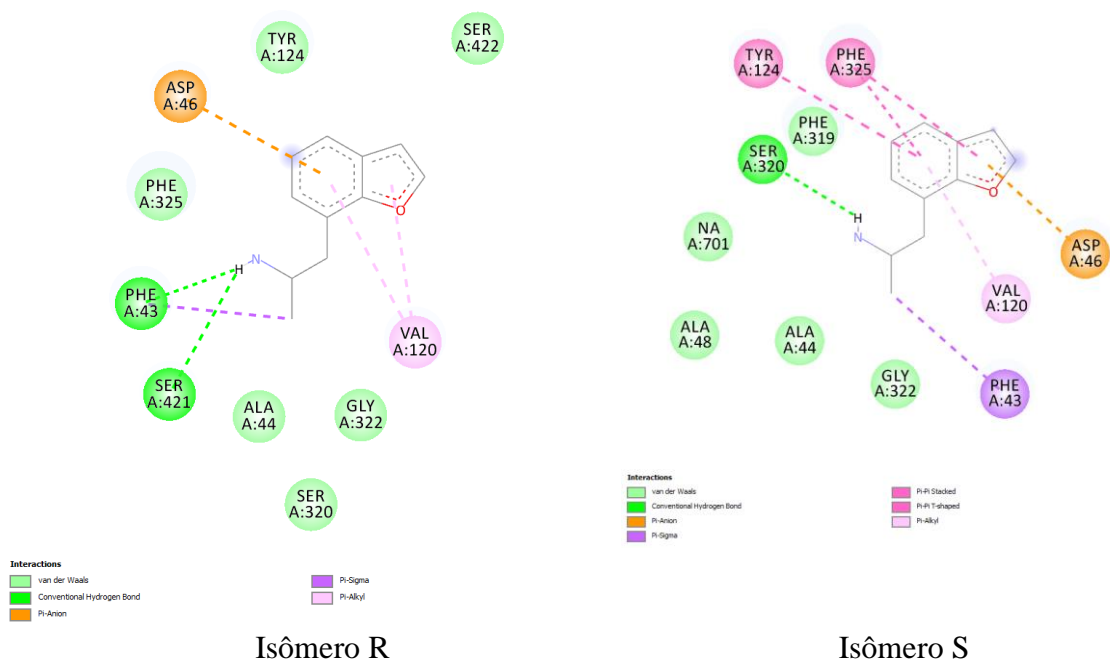 TYR
A:124
SER
A:422
ASP
A:46
PHE
A:325
O
N
H
PHE
A:43
VAL
A:120
SER
A:421
ALA
A:44
GLY
A:322
SER
A:320
Interactions
van der Waals
Conventional Hydrogen Bond
Pi-Anion
Pi-Sigma
Pi-Alkyl
Isômero R
TYR
A:124
PHE
A:325
PHE
A:319
SER
A:320
O
H
N
NA
A:701
ASP
A:46
VAL
A:120
ALA
A:48
ALA
A:44
GLY
A:322
PHE
A:43
Interactions
van der Waals
Conventional Hydrogen Bond
Pi-Anion
Pi-Sigma
Pi-Pi Stacked
Pi-Pi T-shaped
Pi-Alkyl
Isômero S